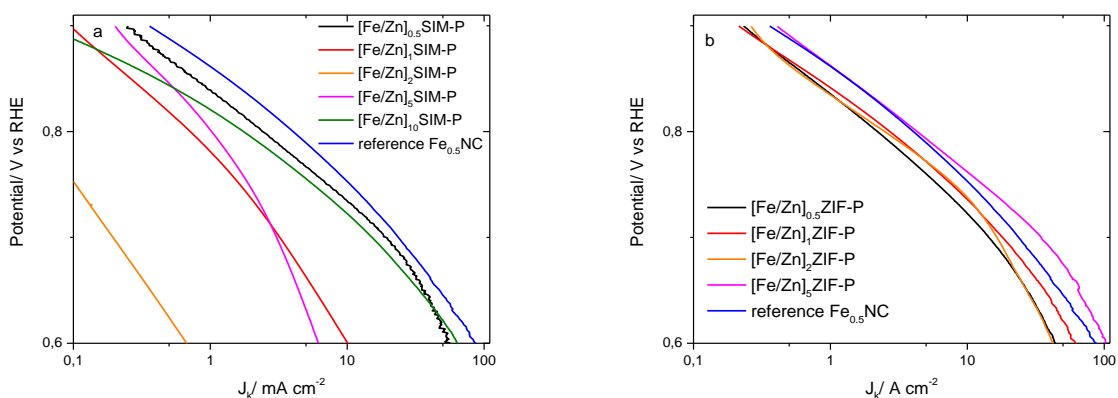 a
[Fe/Zn]0.5SIM-P
[Fe/Zn]1SIM-P
[Fe/Zn]2SIM-P
[Fe/Zn]5SIM-P
[Fe/Zn]10SIM-P
reference Fe0.5NC
0,8
0,6
Potential/ V vs RHE
0,1
1
10
100
Jk/ mA cm-2
b
[Fe/Zn]0.5ZIF-P
[Fe/Zn]1ZIF-P
[Fe/Zn]2ZIF-P
[Fe/Zn]5ZIF-P
reference Fe0.5NC
0,8
0,6
Potential/ V vs RHE
0,1
1
10
100
Jk/ A cm-2